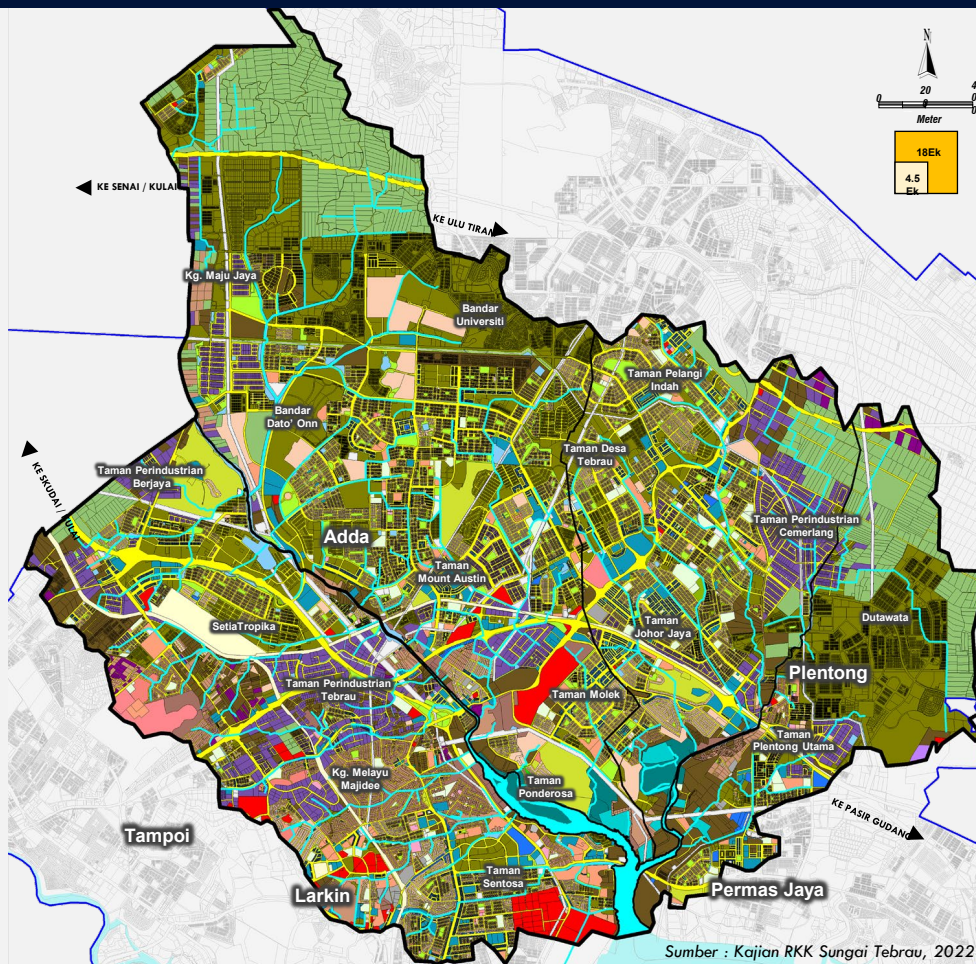 N
20
0
Meter
18Ek
4.5
Ek
KE SENAI / KULAI
KE ULU TIRAM
Kg. Maju Jaya
Bandar
Universiti
Taman Pelangi
Indah
Bandar
Dato' Onn
Taman Desa
Tebrau
Taman Perindustrian
Berjaya
KE SKUDAI /
Taman Perindustrian
Cemerlang
Adda
Taman
Mount Austin
SetiaTropika
Taman
Johor Jaya
Dutawata
Plentong
Taman Perindustrian
Tebrau
Taman Molek
Taman
Plentong Utama
Kg. Melayu
Majidee
Taman
Ponderosa
KE PASIR GUDANG
Tampoi
Larkin
Taman
Sentosa
Permas Jaya
Sumber : Kajian RKK Sungai Tebrau, 2022